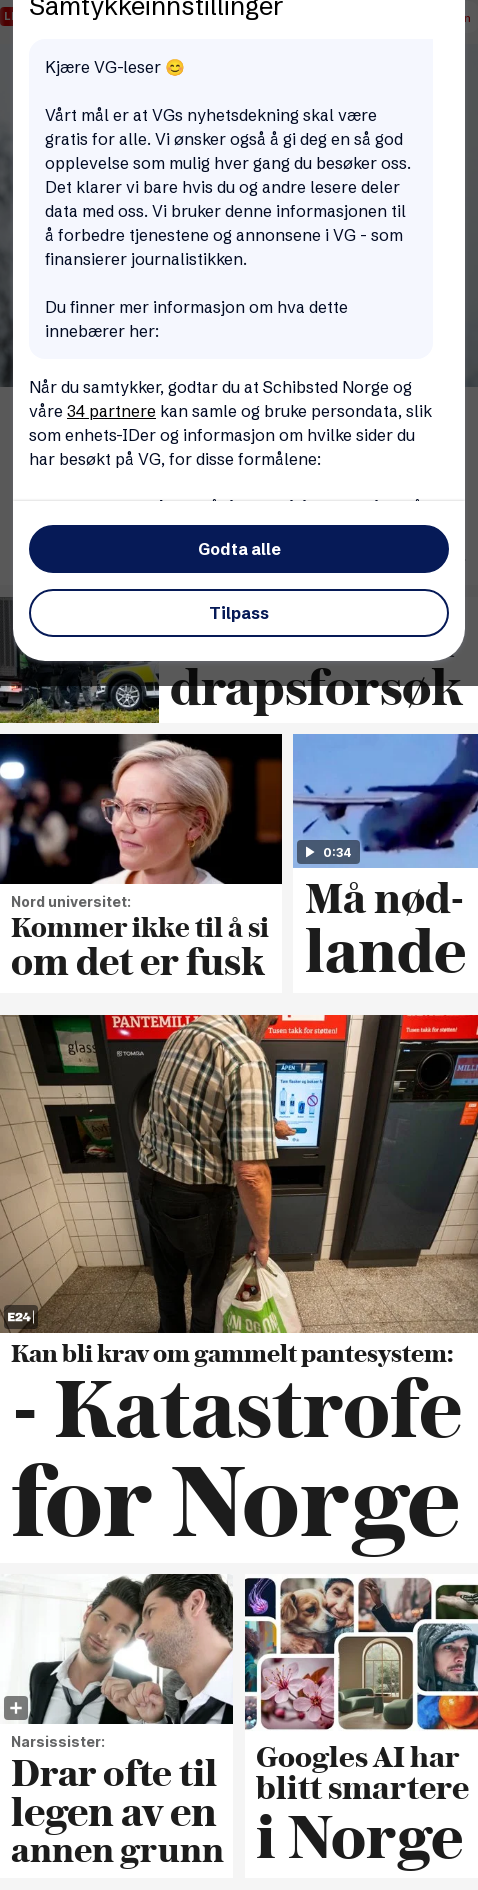 Samtykkeinnstillinger
Kjære VG-leser 😊
Vårt mål er at VGs nyhetsdekning skal være
gratis for alle. Vi ønsker også å gi deg en så god
opplevelse som mulig hver gang du besøker oss.
Det klarer vi bare hvis du og andre lesere deler
data med oss. Vi bruker denne informasjonen til
å forbedre tjenestene og annonsene i VG - som
finansierer journalistikken.
Du finner mer informasjon om hva dette
innebærer her:
Når du samtykker, godtar du at Schibsted Norge og
våre 34 partnere kan samle og bruke persondata, slik
som enhets-IDer og informasjon om hvilke sider du
har besøkt på VG, for disse formålene:
Godta alle
Tilpass
drapsforsøk
0:34
Nord universitet:
Kommer ikke til å si
om det er fusk
Må nød-
lande
glass
PANTEMILL
TOMRA
Tusen takk for støtten!
ÅPEN
Tusen takk for støtten!
MILLI
E24
Kan bli krav om gammelt pantesystem:
- Katastrofe
for Norge
Narsissister:
Drar ofte til
legen av en
annen grunn
Googles AI har
blitt smartere
i Norge